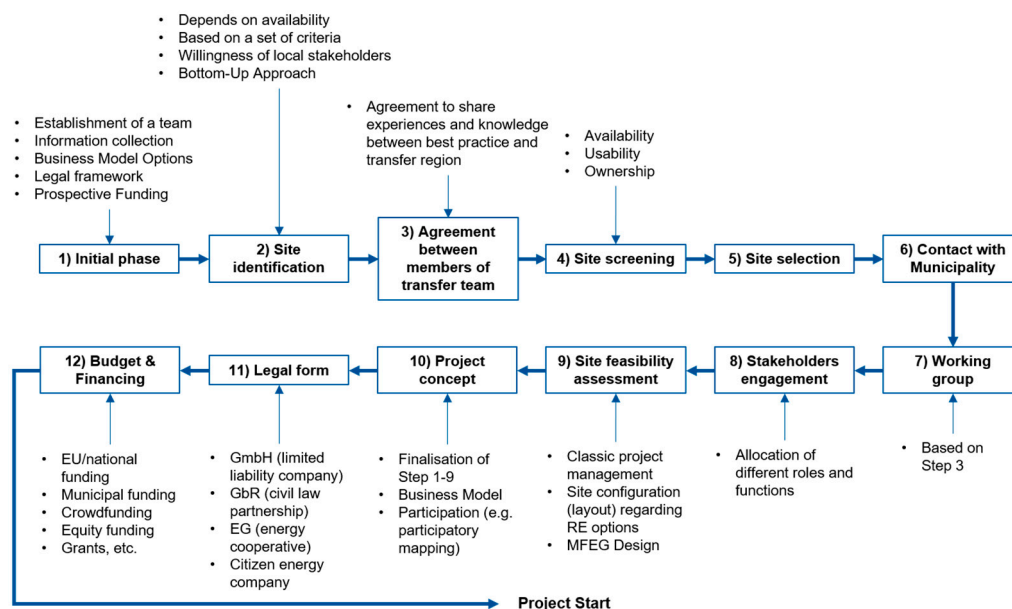 • Depends on availability
• Based on a set of criteria
• Willingness of local stakeholders
• Bottom-Up Approach
• Establishment of a team
• Information collection
• Business Model Options
• Legal framework
• Prospective Funding
• Agreement to share
experiences and knowledge
between best practice and
transfer region
• Availability
• Usability
• Ownership
1) Initial phase
2) Site
identification
3) Agreement
between
members of
transfer team
4) Site screening
5) Site selection
6) Contact with
Municipality
12) Budget &
Financing
11) Legal form
10) Project
concept
9) Site feasibility
assessment
8) Stakeholders
engagement
7) Working
group
• EU/national
funding
• Municipal funding
• Crowdfunding
• Equity funding
• Grants, etc.
• GmbH (limited
liability company)
• GbR (civil law
partnership)
• EG (energy
cooperative)
• Citizen energy
company
• Finalisation of
Step 1-9
• Business Model
• Participation (e.g.
participatory
mapping)
• Classic project
management
• Site configuration
(layout) regarding
RE options
• MFEG Design
• Allocation of
different roles and
functions
• Based on
Step 3
Project Start